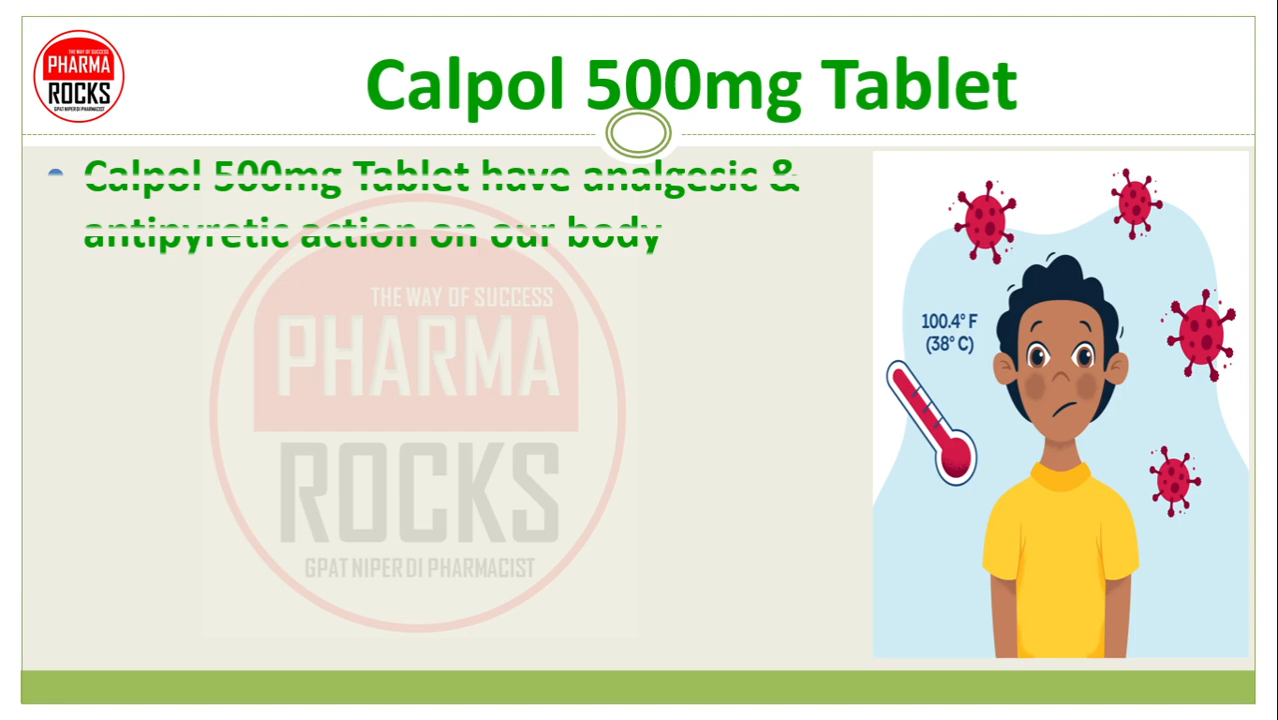 THE WAY OF SUCCESS
PHARMA
ROCKS
GPAT NIPER DI PHARMACIST
Calpol 500mg Tablet
Calpol 500mg Tablet have analgesic &
antipyretic action on our body
THE WAY OF SUCCESS
PHARMA
ROCKS
GPAT NIPER DI PHARMACIST
100.4° F
(38° C)